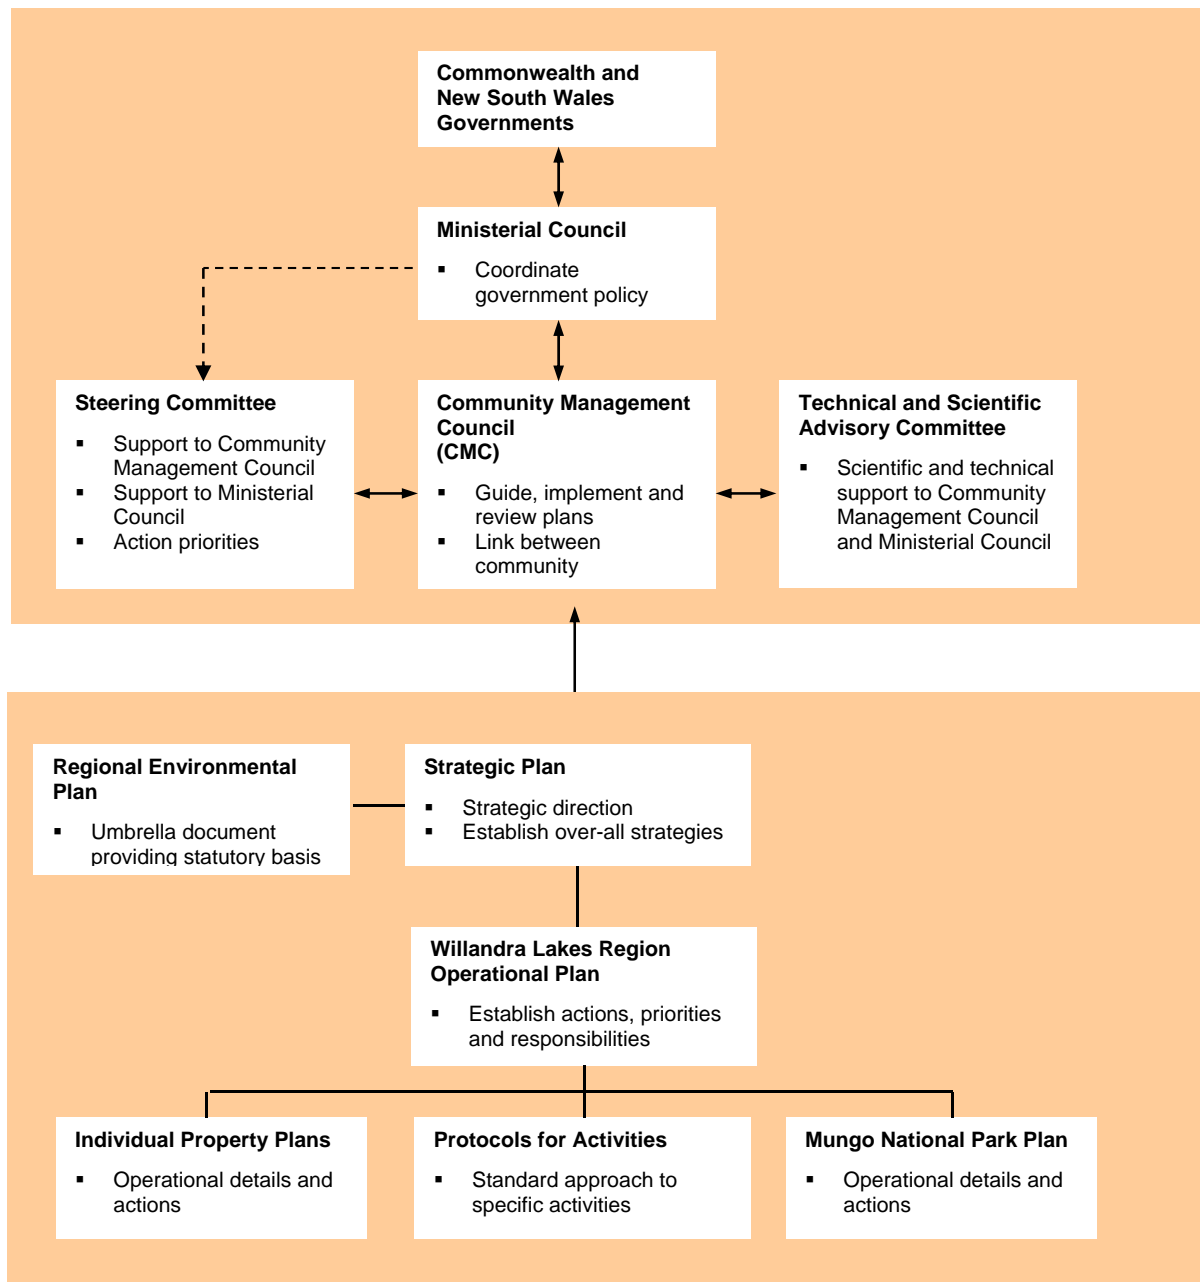 Commonwealth and
New South Wales
Governments
Ministerial Council
▪ Coordinate
government policy
Steering Committee
▪ Support to Community
Management Council
▪ Support to Ministerial
Council
▪ Action priorities
Community Management
Council
(CMC)
▪ Guide, implement and
review plans
▪ Link between
community
Technical and Scientific
Advisory Committee
▪ Scientific and technical
support to Community
Management Council
and Ministerial Council
Regional Environmental
Plan
▪ Umbrella document
providing statutory basis
Strategic Plan
▪ Strategic direction
▪ Establish over-all strategies
Willandra Lakes Region
Operational Plan
▪ Establish actions, priorities
and responsibilities
Individual Property Plans
▪ Operational details and
actions
Protocols for Activities
▪ Standard approach to
specific activities
Mungo National Park Plan
▪ Operational details and
actions